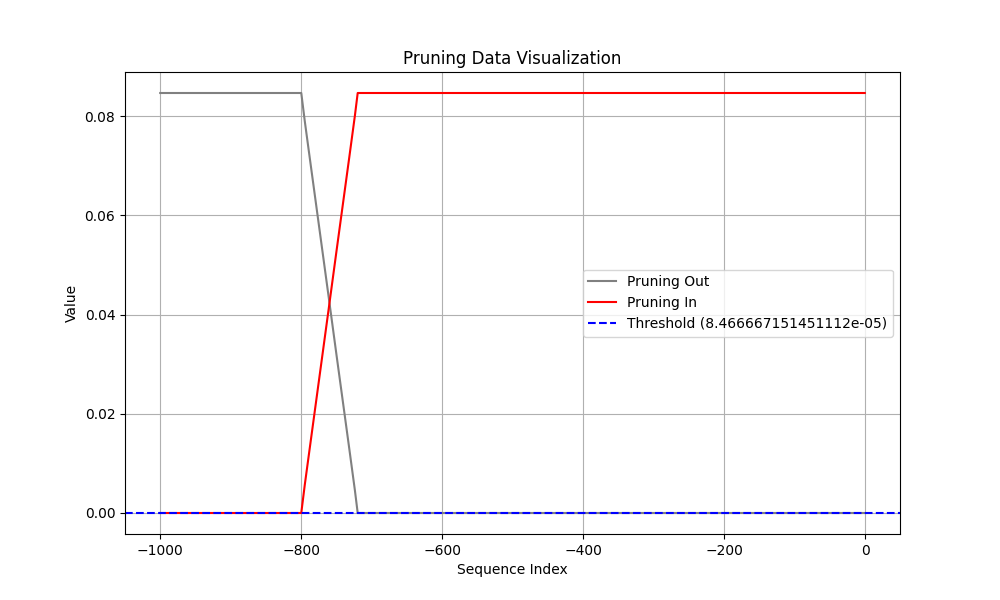 Pruning Data Visualization
Value
0.08
0.06
0.04
0.02
0.00
Pruning Out
Pruning In
Threshold (8.466667151451112e-05)
−1000
−800
−600
−400
−200
0
Sequence Index